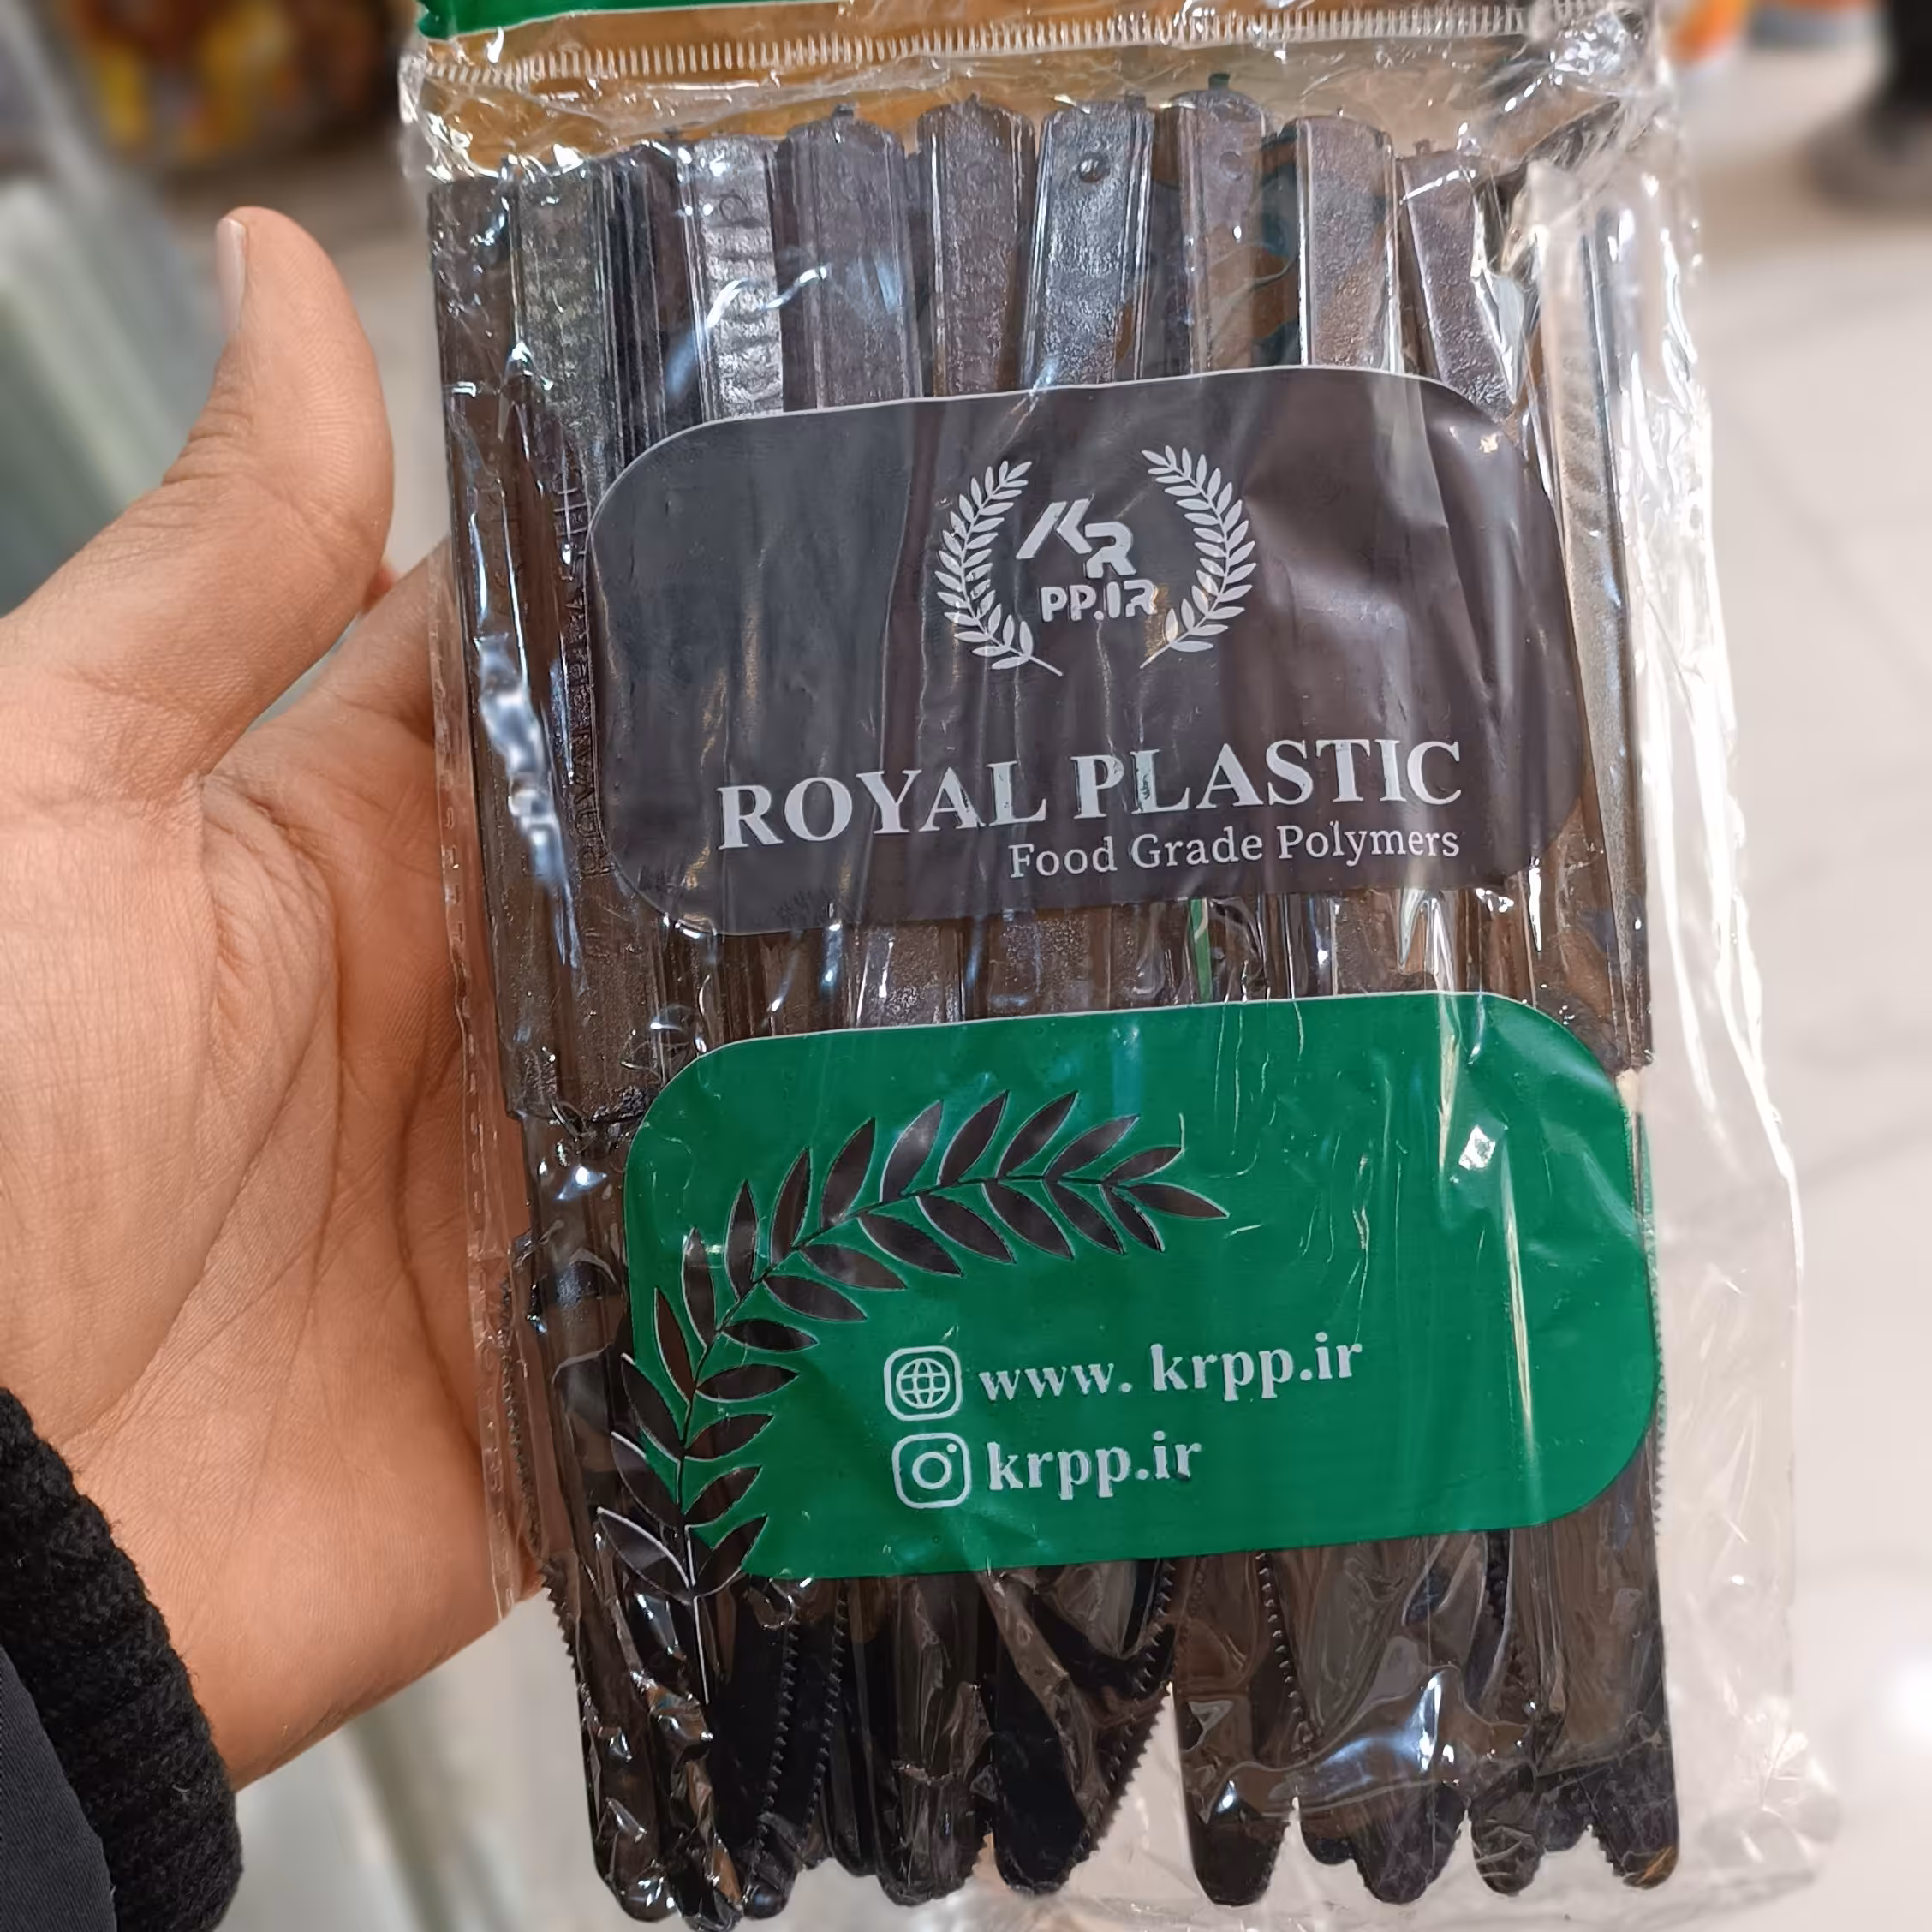 KR
PP.IR
ROYAL PLASTIC
Food Grade Polymers
www. krpp.ir
krpp.ir